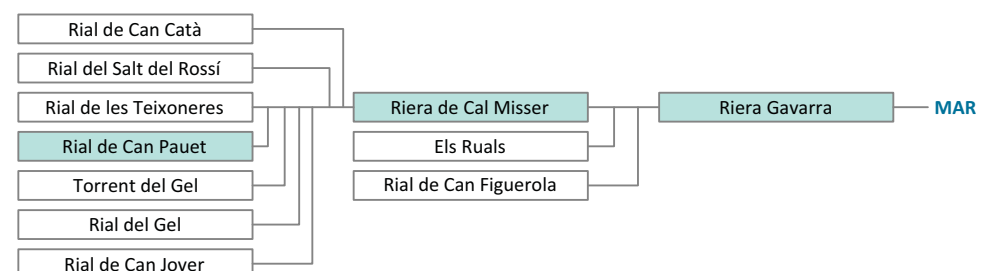 Rial de Can Catà
Rial del Salt del Rossí
Rial de les Teixoneres
Riera de Cal Misser
Riera Gavarra
MAR
Rial de Can Pauet
Els Ruals
Torrent del Gel
Rial de Can Figuerola
Rial del Gel
Rial de Can Jover